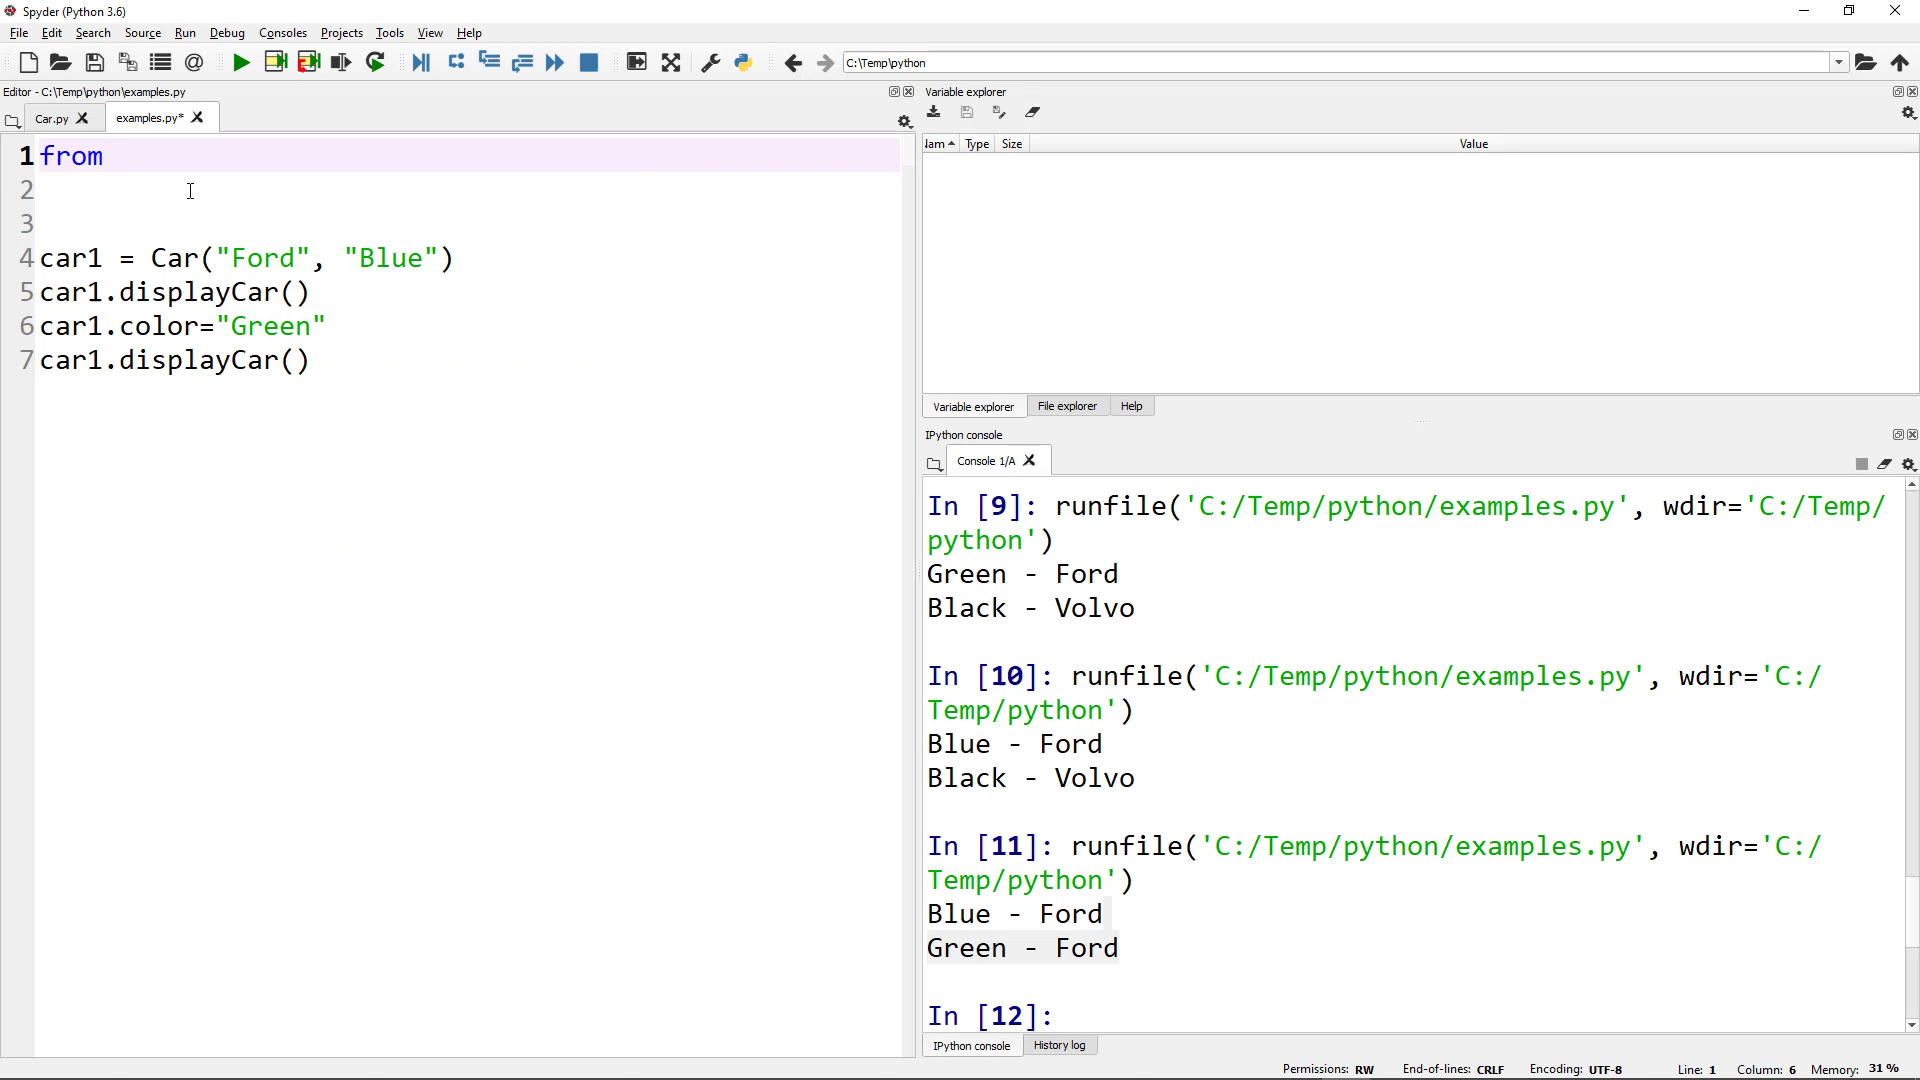 Spyder (Python 3.6)
File Edit Search Source Run Debug Consoles Projects Tools View Help
C:\Temp\python
Editor - C:\Temp\python\examples.py
Car.py examples.py*
1 from
2
3
4 car1 = Car("Ford", "Blue")
5 car1.displayCar()
6 car1.color="Green"
7 car1.displayCar()
Variable explorer
Nam Type Size Value
Variable explorer File explorer Help
IPython console
Console 1/A
In [9]: runfile('C:/Temp/python/examples.py', wdir='C:/Temp/
python')
Green - Ford
Black - Volvo
In [10]: runfile('C:/Temp/python/examples.py', wdir='C:/
Temp/python')
Blue - Ford
Black - Volvo
In [11]: runfile('C:/Temp/python/examples.py', wdir='C:/
Temp/python')
Blue - Ford
Green - Ford
In [12]:
IPython console History log
Permissions: RW End-of-lines: CRLF Encoding: UTF-8 Line: 1 Column: 6 Memory: 31 %